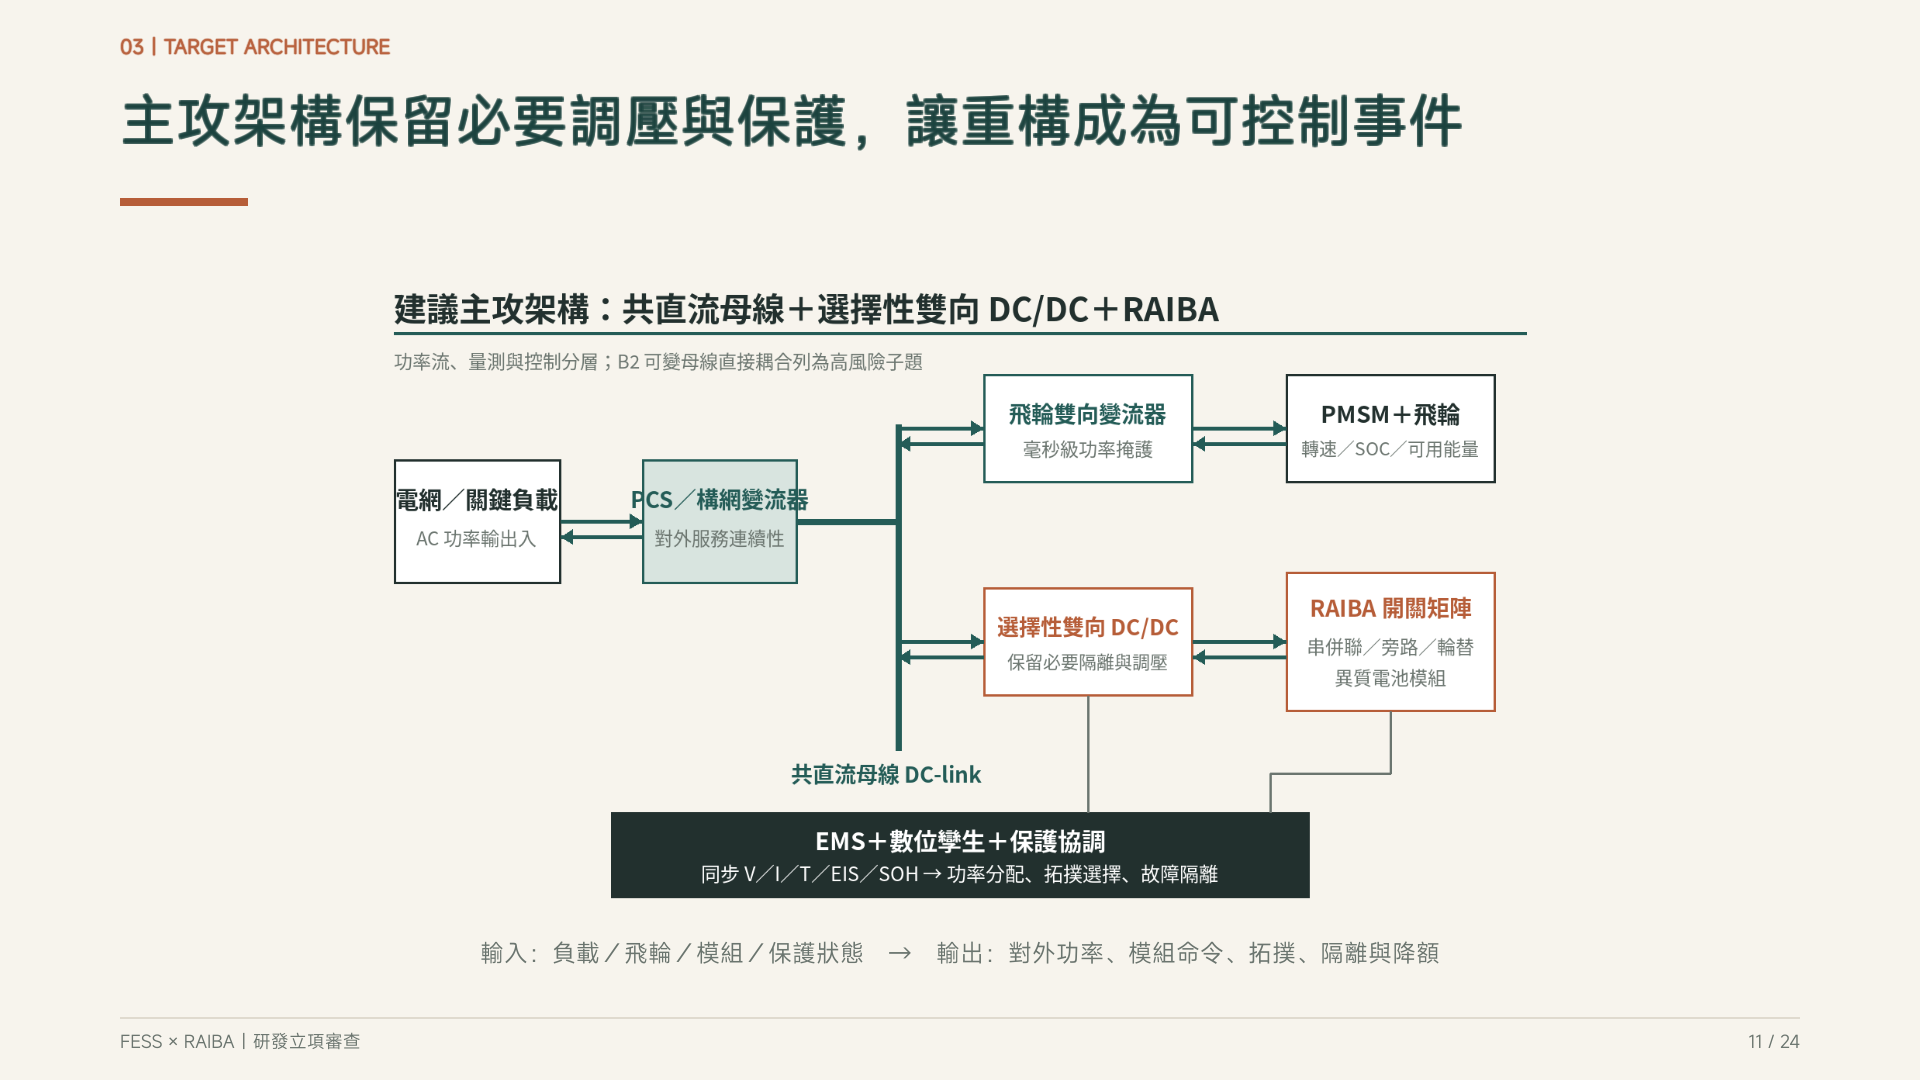 03 | TARGET ARCHITECTURE
主攻架構保留必要調壓與保護，讓重構成為可控制事件
建議主攻架構：共直流母線＋選擇性雙向 DC/DC＋RAIBA
功率流、量測與控制分層；B2 可變母線直接耦合列為高風險子題
飛輪雙向變流器
毫秒級功率掩護
PMSM＋飛輪
轉速／SOC／可用能量
電網／關鍵負載
AC 功率輸出入
PCS／構網變流器
對外服務連續性
選擇性雙向 DC/DC
保留必要隔離與調壓
RAIBA 開關矩陣
串併聯／旁路／輪替
異質電池模組
共直流母線 DC-link
EMS＋數位孿生＋保護協調
同步 V／I／T／EIS／SOH → 功率分配、拓撲選擇、故障隔離
輸入：負載／飛輪／模組／保護狀態 → 輸出：對外功率、模組命令、拓撲、隔離與降額
FESS × RAIBA | 研發立項審查
11 / 24